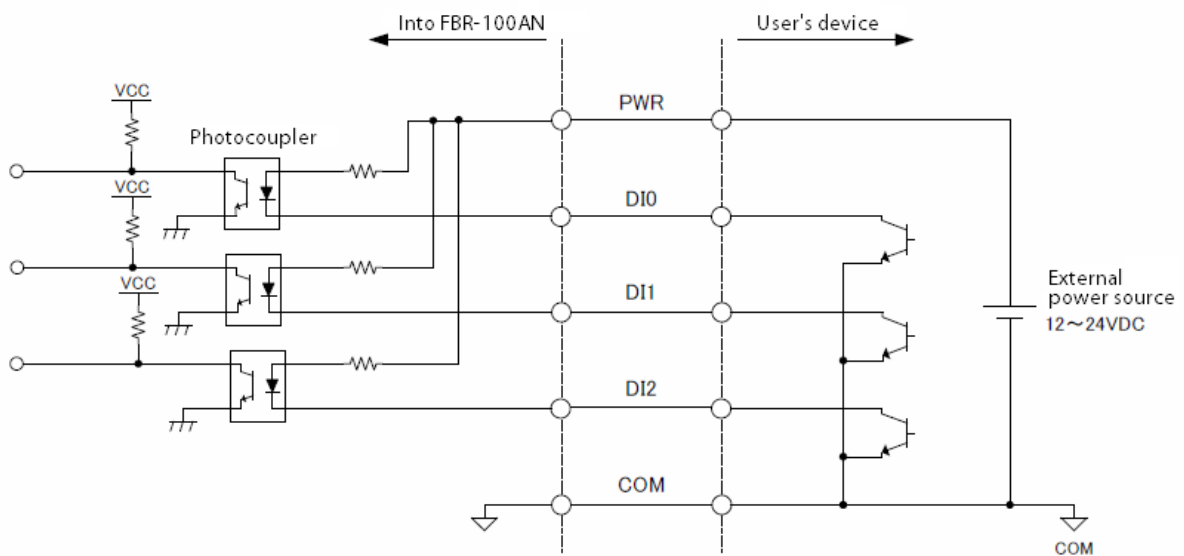 Into FBR-100AN
User's device
VCC
PWR
Photocoupler
VCC
DI0
VCC
DI1
External
power source
12～24VDC
DI2
COM
COM